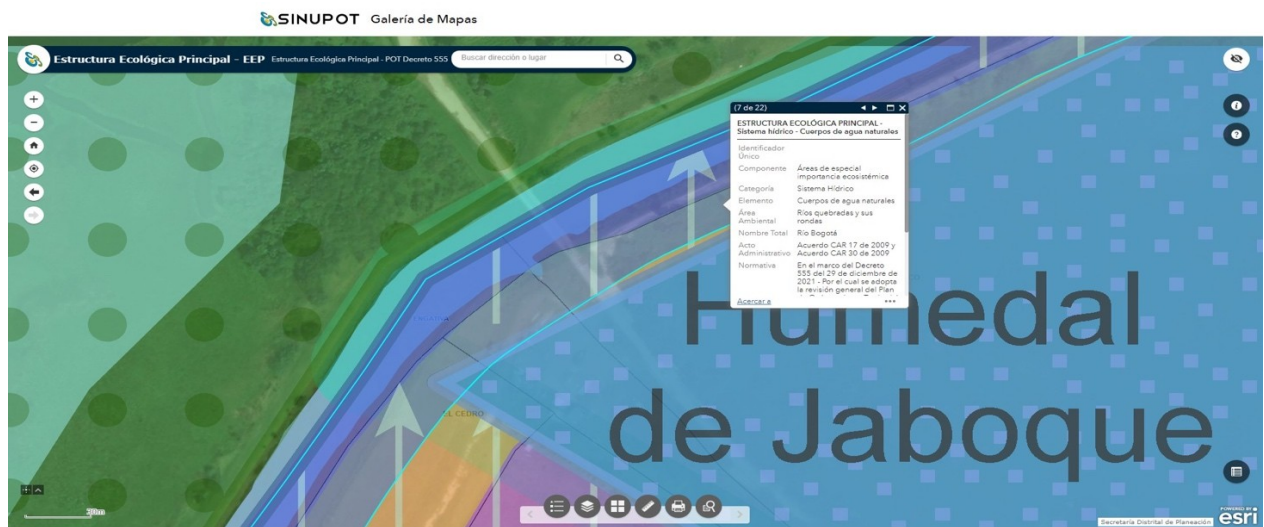 SINUPOT Galería de Mapas
Estructura Ecológica Principal - EEP Estructura Ecológica Principal - POT Decreto 555 Buscar dirección o lugar
(7 de 22)
ESTRUCTURA ECOLÓGICA PRINCIPAL -
Sistema hídrico - Cuerpos de agua naturales
Identificador
Único
Componente Áreas de especial
importancia ecosistémica
Categoría Sistema Hídrico
Elemento Cuerpos de agua naturales
Área Ríos quebradas y sus
Ambiental rondas
Nombre Total Río Bogotá
Acto Acuerdo CAR 17 de 2009 y
Administrativo Acuerdo CAR 30 de 2009
Normativa En el marco del Decreto
555 del 29 de diciembre de
2021 - Por el cual se adopta
la revisión general del Plan
Acercar a
Humedal
de Jaboque
EL CEDRO
20m
Secretaría Distrital de Planeación
POWERED BY
esri